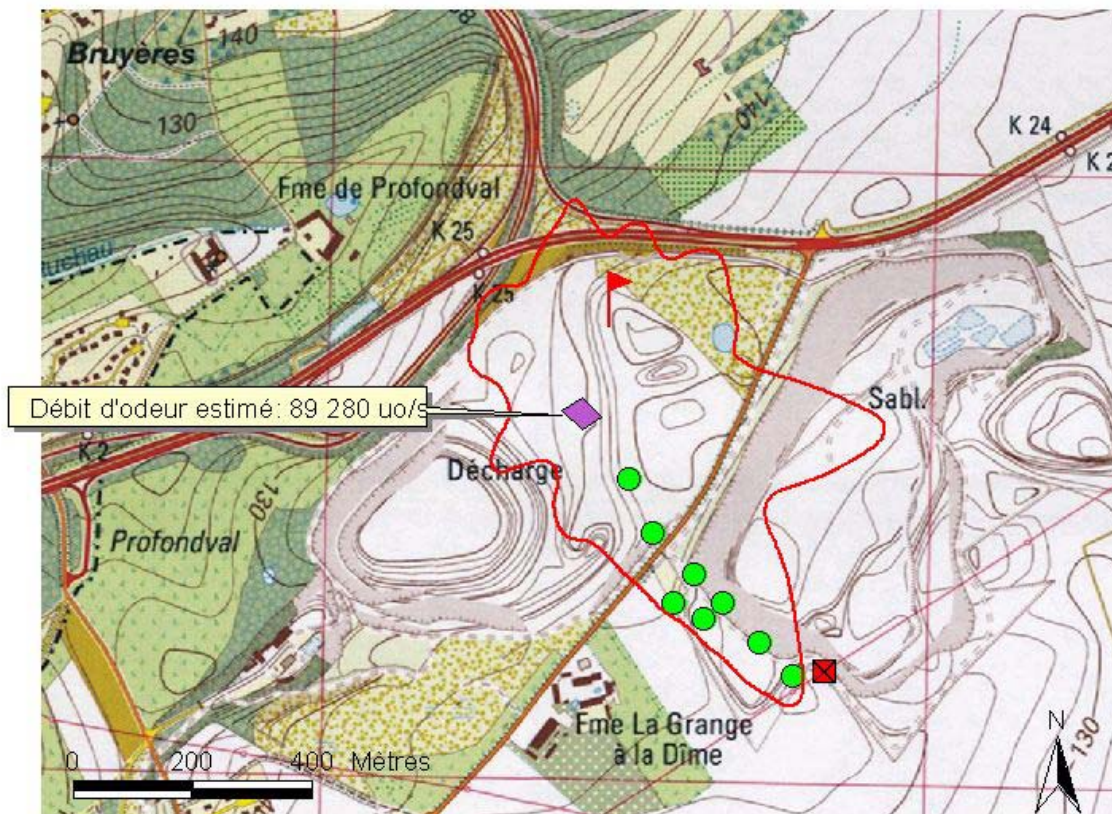 140
Bruyères
130
Fme de Profondval
140
K 24
K 25
K 25
Débit d'odeur estimé: 89 280 uo/s
Sabl.
K 2
Décharge
130
Profondval
Fme La Grange
à la Dîme
N
130
0 200 400 Mètres